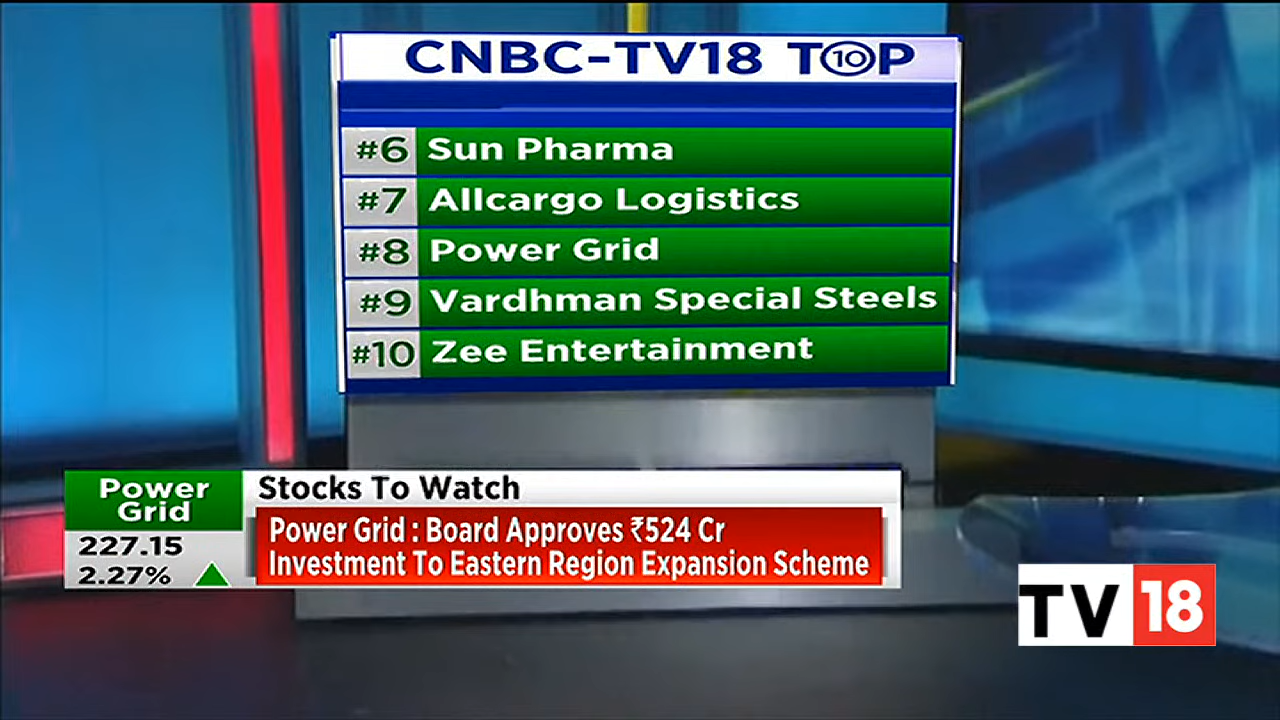 CNBC-TV18 T10P
#6 Sun Pharma
#7 Allcargo Logistics
#8 Power Grid
#9 Vardhman Special Steels
#10 Zee Entertainment
Power
Grid
227.15
2.27%
Stocks To Watch
Power Grid : Board Approves ₹524 Cr
Investment To Eastern Region Expansion Scheme
TV18